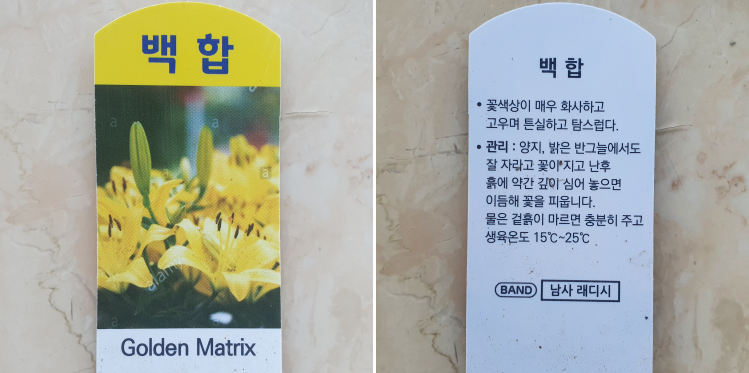 백합
Golden Matrix
a
a
a
a
alamy
백합
• 꽃색상이 매우 화사하고
고우며 튼실하고 탐스럽다.
• 관리 : 양지, 밝은 반그늘에서도
잘 자라고 꽃이 지고 난후
흙에 약간 깊이 심어 놓으면
이듬해 꽃을 피웁니다.
물은 겉흙이 마르면 충분히 주고
생육온도 15℃~25℃
BAND 남사 래디시